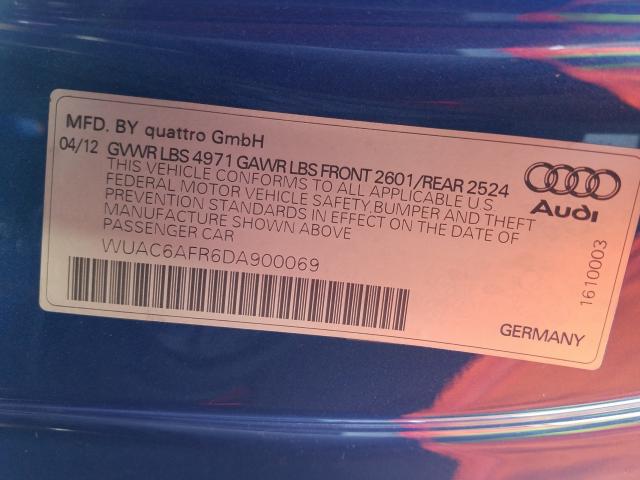 MFD. BY quattro GmbH
04/12 GVWR LBS 4971 GAWR LBS FRONT 2601/REAR 2524
THIS VEHICLE CONFORMS TO ALL APPLICABLE U S
FEDERAL MOTOR VEHICLE SAFETY,BUMPER AND THEFT
PREVENTION STANDARDS IN EFFECT ON THE DATE OF
MANUFACTURE SHOWN ABOVE
PASSENGER CAR
WUAC6AFR6DA900069
Audi
1610003
GERMANY